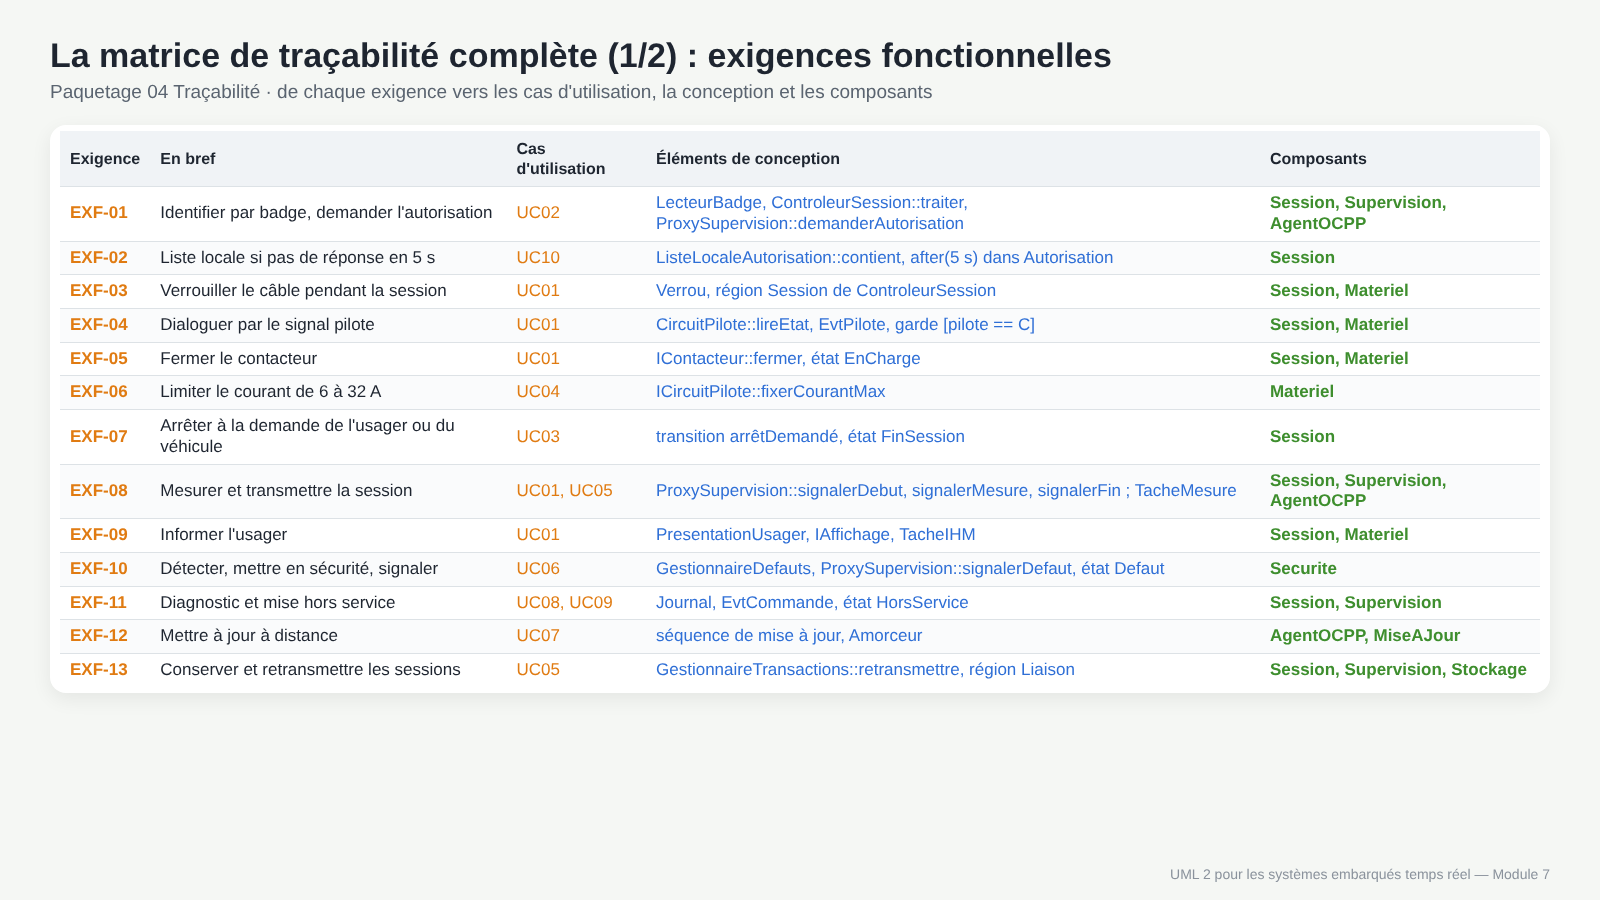 La matrice de traçabilité complète (1/2) : exigences fonctionnelles
Paquetage 04 Traçabilité · de chaque exigence vers les cas d'utilisation, la conception et les composants
Exigence En bref Cas d'utilisation Éléments de conception Composants
EXF-01 Identifier par badge, demander l'autorisation UC02 LecteurBadge, ControleurSession::traiter, ProxySupervision::demanderAutorisation Session, Supervision, AgentOCPP
EXF-02 Liste locale si pas de réponse en 5 s UC10 ListeLocaleAutorisation::contient, after(5 s) dans Autorisation Session
EXF-03 Verrouiller le câble pendant la session UC01 Verrou, région Session de ControleurSession Session, Materiel
EXF-04 Dialoguer par le signal pilote UC01 CircuitPilote::lireEtat, EvtPilote, garde [pilote == C] Session, Materiel
EXF-05 Fermer le contacteur UC01 IContacteur::fermer, état EnCharge Session, Materiel
EXF-06 Limiter le courant de 6 à 32 A UC04 ICircuitPilote::fixerCourantMax Materiel
EXF-07 Arrêter à la demande de l'usager ou du véhicule UC03 transition arrêtDemandé, état FinSession Session
EXF-08 Mesurer et transmettre la session UC01, UC05 ProxySupervision::signalerDebut, signalerMesure, signalerFin ; TacheMesure Session, Supervision, AgentOCPP
EXF-09 Informer l'usager UC01 PresentationUsager, IAffichage, TacheIHM Session, Materiel
EXF-10 Détecter, mettre en sécurité, signaler UC06 GestionnaireDefauts, ProxySupervision::signalerDefaut, état Defaut Securite
EXF-11 Diagnostic et mise hors service UC08, UC09 Journal, EvtCommande, état HorsService Session, Supervision
EXF-12 Mettre à jour à distance UC07 séquence de mise à jour, Amorceur AgentOCPP, MiseAJour
EXF-13 Conserver et retransmettre les sessions UC05 GestionnaireTransactions::retransmettre, région Liaison Session, Supervision, Stockage
UML 2 pour les systèmes embarqués temps réel — Module 7